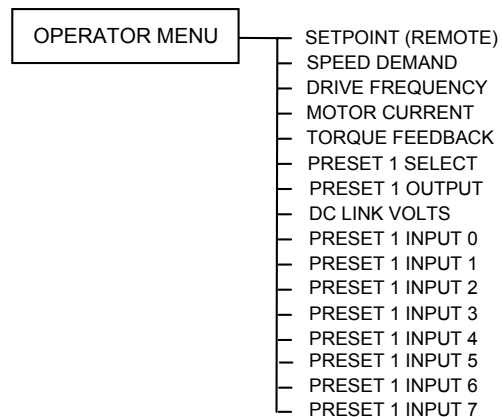 OPERATOR MENU
SETPOINT (REMOTE)
SPEED DEMAND
DRIVE FREQUENCY
MOTOR CURRENT
TORQUE FEEDBACK
PRESET 1 SELECT
PRESET 1 OUTPUT
DC LINK VOLTS
PRESET 1 INPUT 0
PRESET 1 INPUT 1
PRESET 1 INPUT 2
PRESET 1 INPUT 3
PRESET 1 INPUT 4
PRESET 1 INPUT 5
PRESET 1 INPUT 6
PRESET 1 INPUT 7